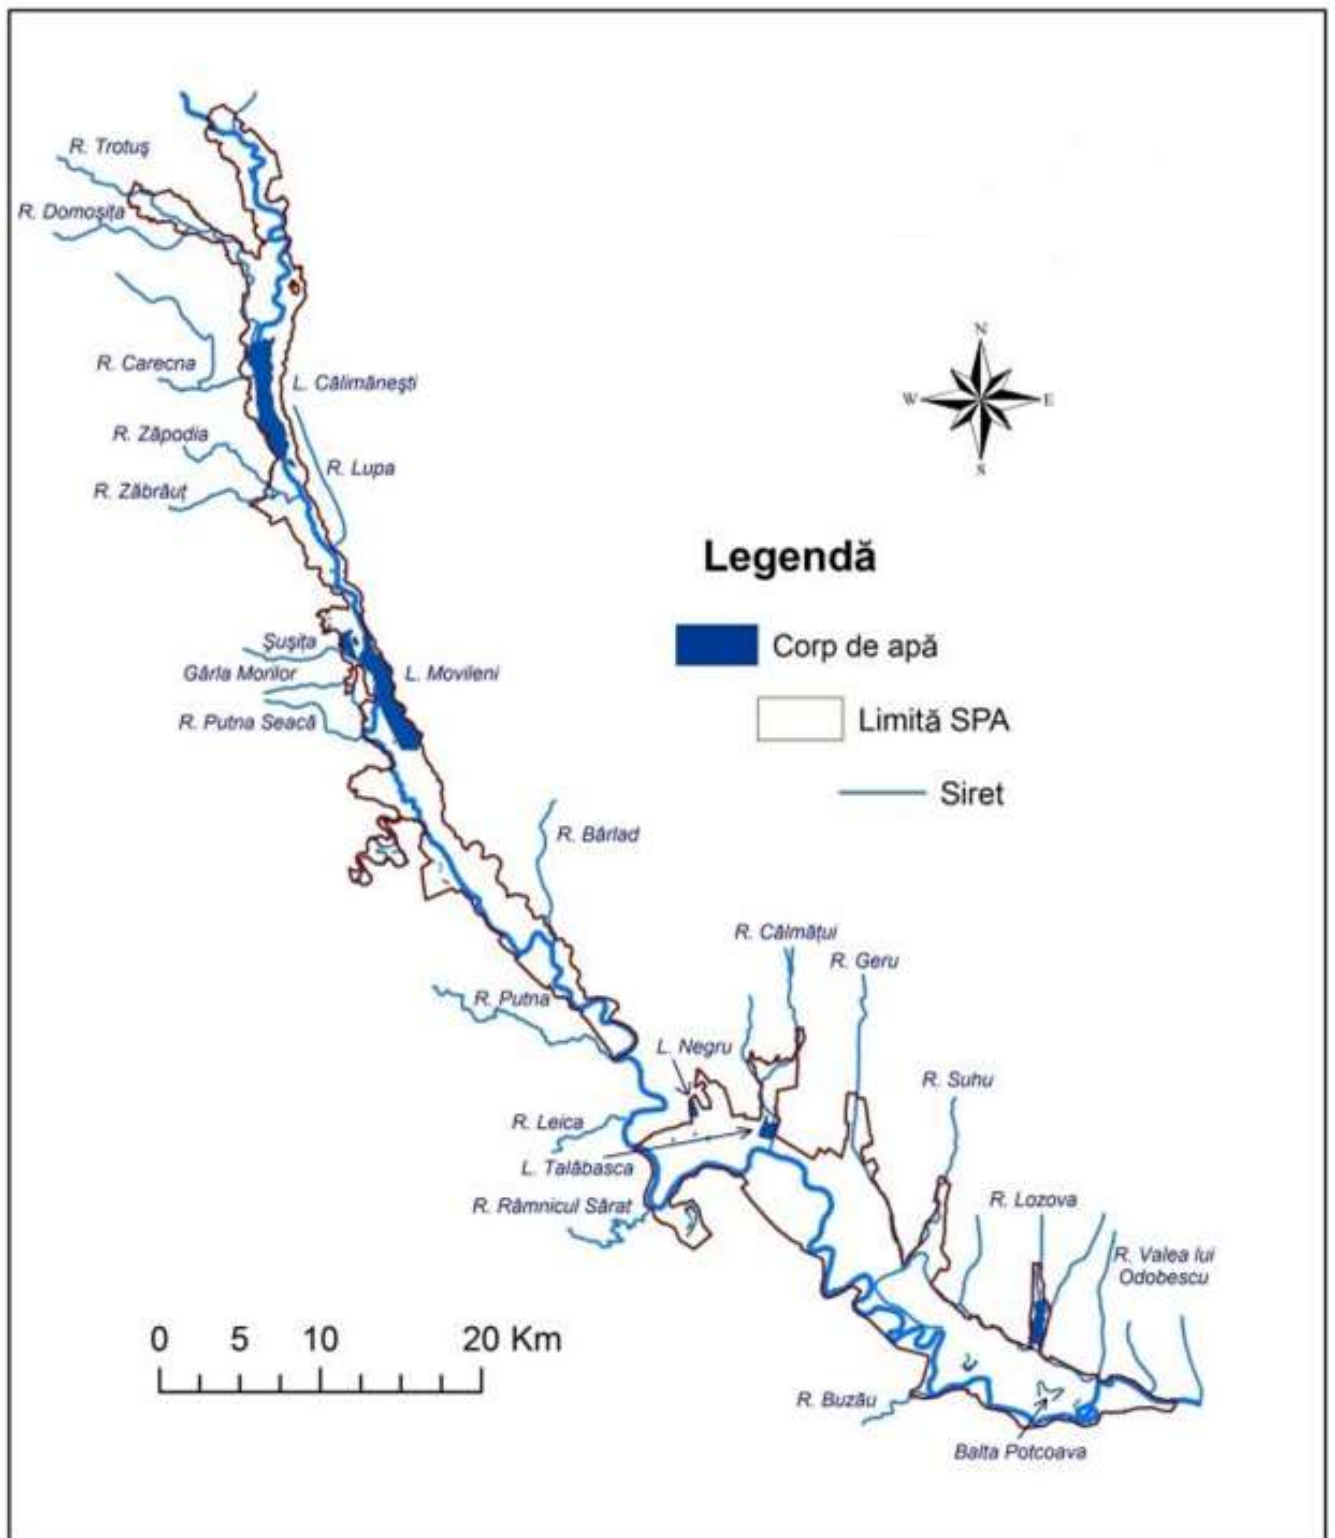 R. Trotuş
R. Domoşiţa
N
R. Carecna
L. Călimăneşti
W
E
R. Zăpodia
R. Lupa
S
R. Zăbrăuţ
Legendă
Corp de apă
Şuşiţa
Gârla Morilor
L. Movileni
R. Putna Seacă
Limită SPA
Siret
R. Bârlad
R. Călmăţui
R. Geru
R. Putna
L. Negru
R. Suhu
R. Leica
L. Talăbasca
R. Râmnicul Sărat
R. Lozova
R. Valea lui
Odobescu
0 5 10 20 Km
R. Buzău
Balta Potcoava